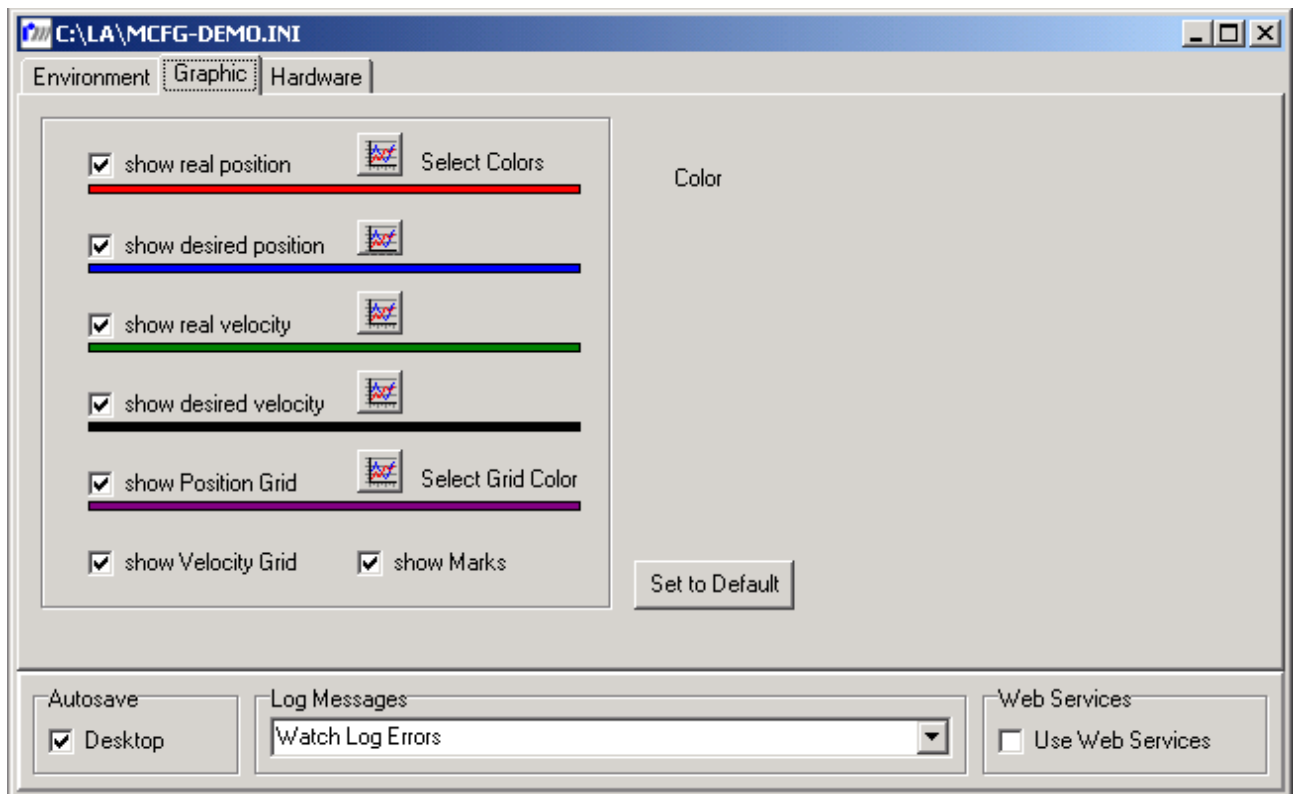 C:\LA\MCFG-DEMO.INI
Environment Graphic Hardware
show real position Select Colors
Color
show desired position
show real velocity
show desired velocity
show Position Grid Select Grid Color
show Velocity Grid show Marks
Set to Default
Autosave Log Messages Web Services
Desktop Watch Log Errors Use Web Services